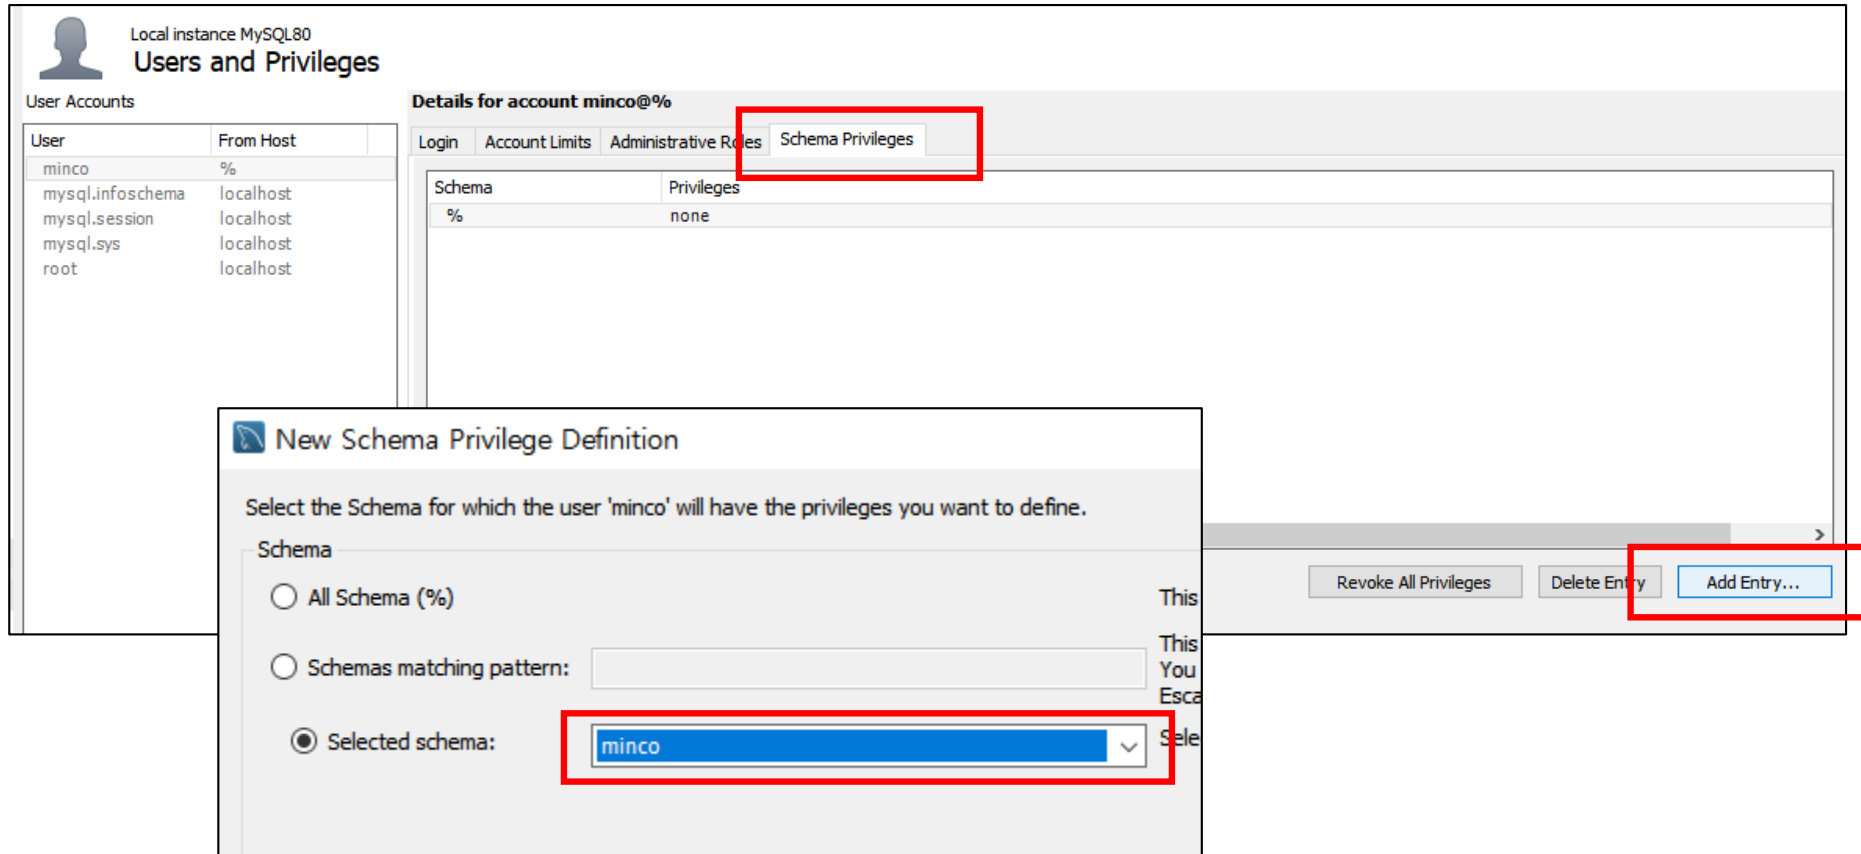 Local instance MySQL80
Users and Privileges
User Accounts
User From Host
minco %
mysql.infoschema localhost
mysql.session localhost
mysql.sys localhost
root localhost
Details for account minco@%
Login Account Limits Administrative Roles Schema Privileges
Schema Privileges
% none
Revoke All Privileges Delete Entry Add Entry...
New Schema Privilege Definition
Select the Schema for which the user 'minco' will have the privileges you want to define.
Schema
All Schema (%) This
Schemas matching pattern: This
You
Esca
Selected schema: minco Sele